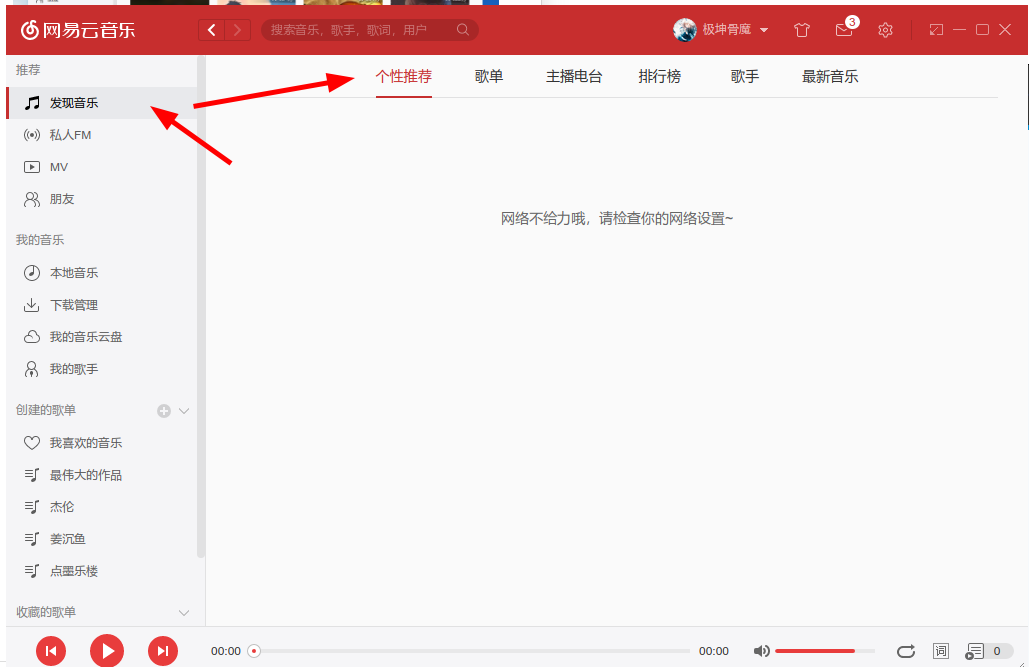 网易云音乐
搜索音乐，歌手，歌词，用户
极坤骨魔
3
推荐
发现音乐
私人FM
MV
朋友
我的音乐
本地音乐
下载管理
我的音乐云盘
我的歌手
创建的歌单
我喜欢的音乐
最伟大的作品
杰伦
姜沉鱼
点墨乐楼
收藏的歌单
个性推荐 歌单 主播电台 排行榜 歌手 最新音乐
网络不给力哦，请检查你的网络设置~
00:00 00:00 词 0